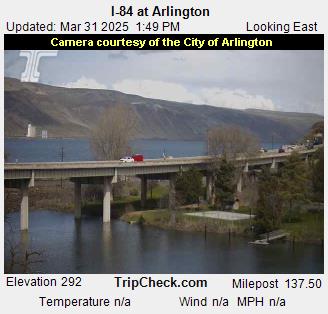 I-84 at Arlington
Updated: Mar 31 2025 1:49 PM Looking East
Camera courtesy of the City of Arlington
Elevation 292 TripCheck.com Milepost 137.50
Temperature n/a Wind n/a MPH n/a